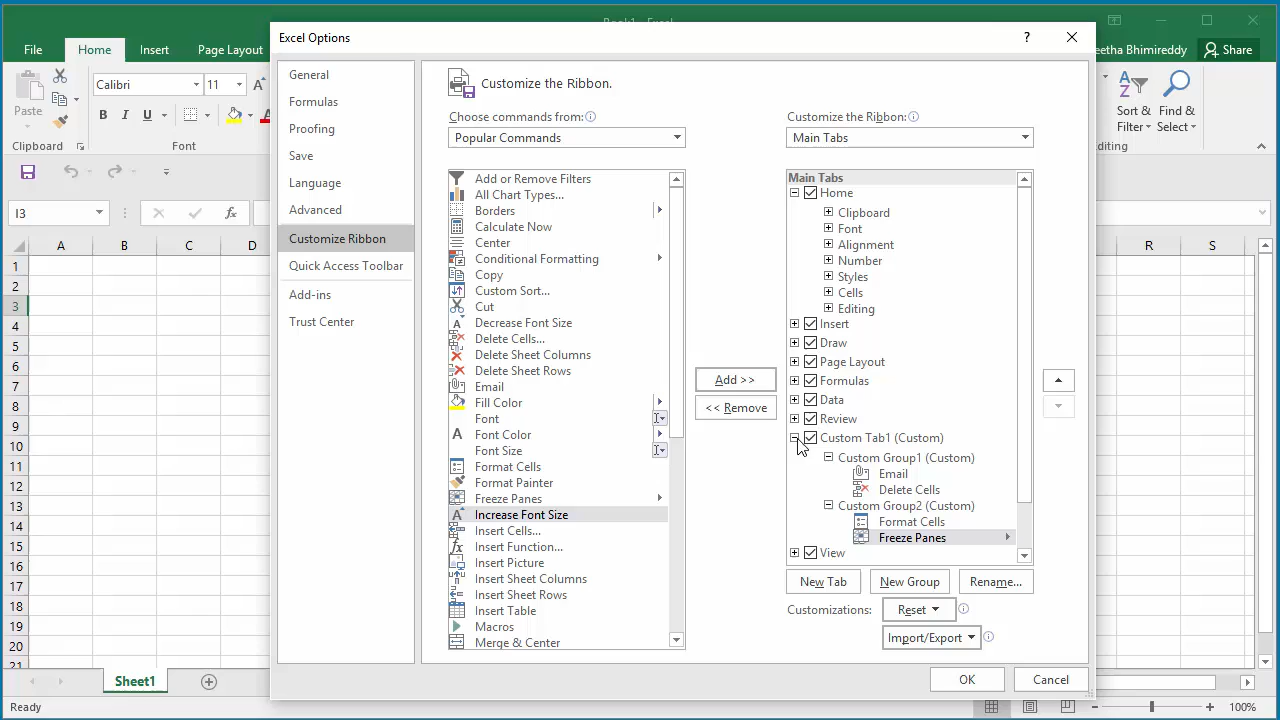 Book1 - Excel
Excel Options
?
File
Home
Insert
Page Layout
eetha Bhimireddy
Share
Paste
Calibri
11
A
B I U
A
Clipboard
Font
Sort & Filter
Find & Select
diting
I3
fx
A B C D R S
1
2
3
4
5
6
7
8
9
10
11
12
13
14
15
16
17
18
19
20
21
General
Formulas
Proofing
Save
Language
Advanced
Customize Ribbon
Quick Access Toolbar
Add-ins
Trust Center
Customize the Ribbon.
Choose commands from:
Popular Commands
Add or Remove Filters
All Chart Types...
Borders
Calculate Now
Center
Conditional Formatting
Copy
Custom Sort...
Cut
Decrease Font Size
Delete Cells...
Delete Sheet Columns
Delete Sheet Rows
Email
Fill Color
Font
Font Color
Font Size
Format Cells
Format Painter
Freeze Panes
Increase Font Size
Insert Cells...
Insert Function...
Insert Picture
Insert Sheet Columns
Insert Sheet Rows
Insert Table
Macros
Merge & Center
Add >>
<< Remove
Customize the Ribbon:
Main Tabs
Main Tabs
Home
Clipboard
Font
Alignment
Number
Styles
Cells
Editing
Insert
Draw
Page Layout
Formulas
Data
Review
Custom Tab1 (Custom)
Custom Group1 (Custom)
Email
Delete Cells
Custom Group2 (Custom)
Format Cells
Freeze Panes
View
New Tab
New Group
Rename...
Customizations:
Reset
Import/Export
OK
Cancel
Sheet1
Ready
100%